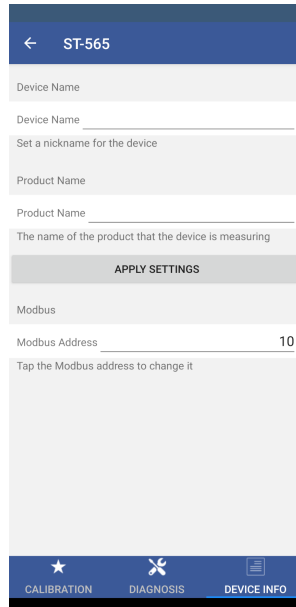 ST-565
Device Name
Device Name
Set a nickname for the device
Product Name
Product Name
The name of the product that the device is measuring
APPLY SETTINGS
Modbus
Modbus Address 10
Tap the Modbus address to change it
CALIBRATION DIAGNOSIS DEVICE INFO